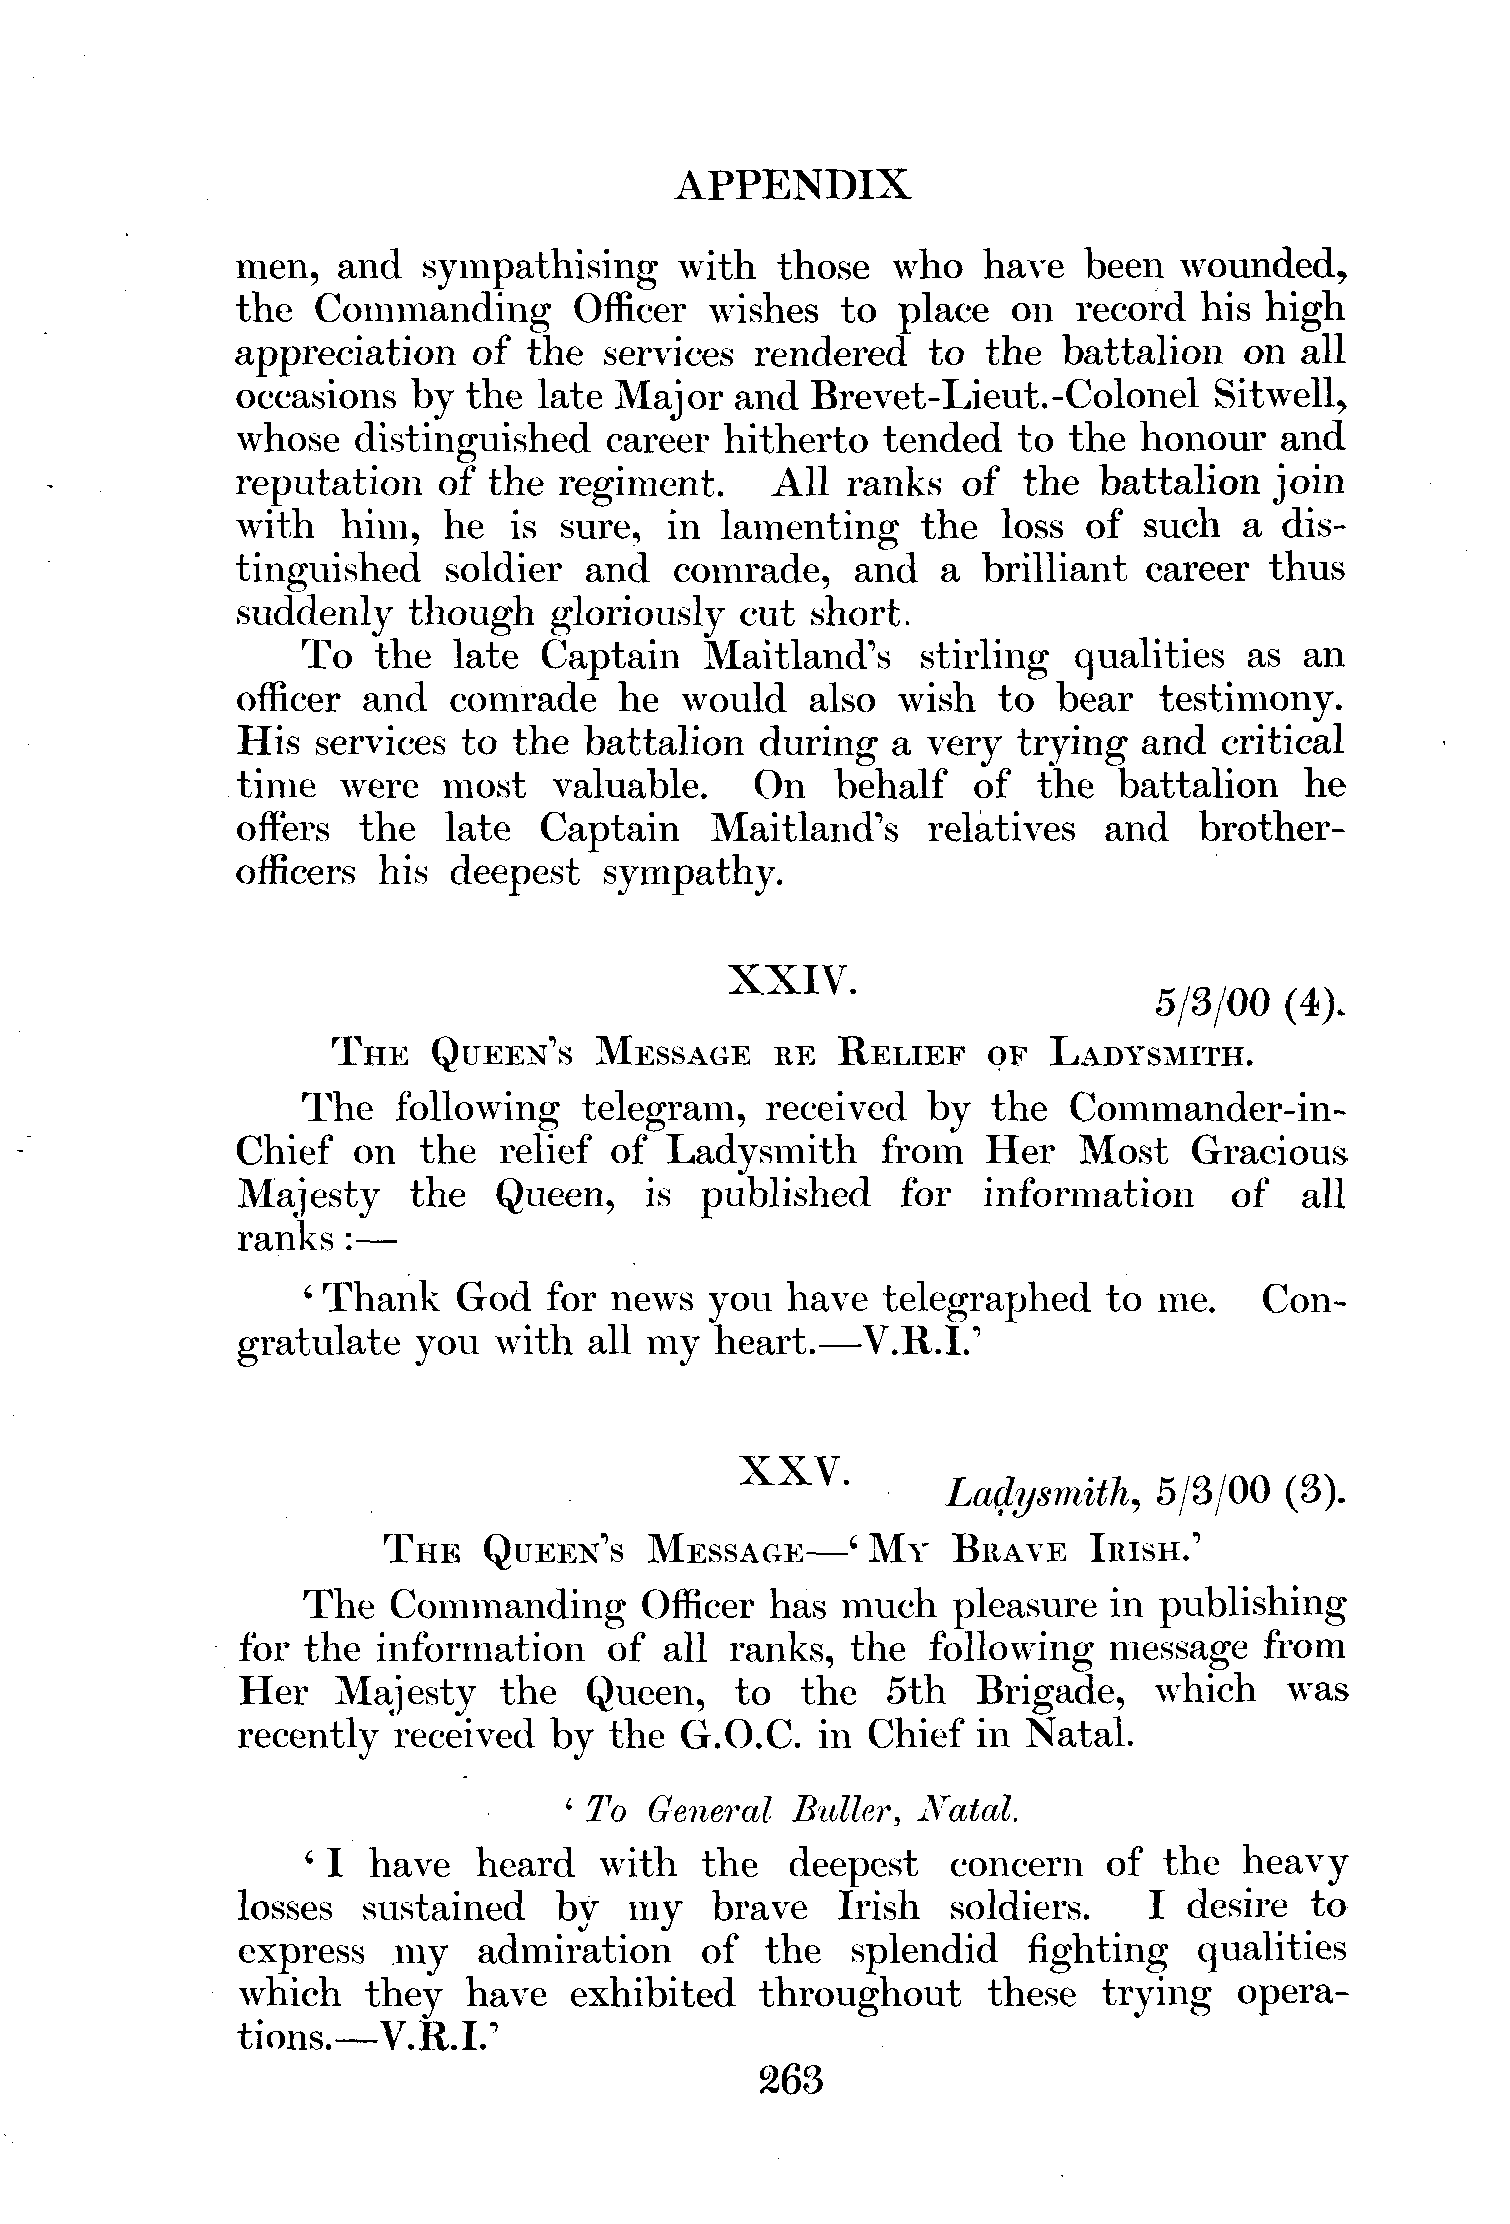 APPENDIX
men, and sympathising with those who have been wounded,
the Commanding Officer wishes to place on record his high
appreciation of the services rendered to the battalion on all
occasions by the late Major and Brevet-Lieut.-Colonel Sitwell,
whose distinguished career hitherto tended to the honour and
reputation of the regiment. All ranks of the battalion join
with him, he is sure, in lamenting the loss of such a dis-
tinguished soldier and comrade, and a brilliant career thus
suddenly though gloriously cut short.
To the late Captain Maitland's stirling qualities as an
officer and comrade he would also wish to bear testimony.
His services to the battalion during a very trying and critical
time were most valuable. On behalf of the battalion he
offers the late Captain Maitland's relatives and brother-
officers his deepest sympathy.
XXIV.
5/3/00 (4).
THE QUEEN'S MESSAGE RE RELIEF OF LADYSMITH.
The following telegram, received by the Commander-in-
Chief on the relief of Ladysmith from Her Most Gracious
Majesty the Queen, is published for information of all
ranks:—
'Thank God for news you have telegraphed to me. Con-
gratulate you with all my heart.—V.R.I.'
XXV.
Ladysmith, 5/3/00 (3).
THE QUEEN'S MESSAGE—'MY BRAVE IRISH.'
The Commanding Officer has much pleasure in publishing
for the information of all ranks, the following message from
Her Majesty the Queen, to the 5th Brigade, which was
recently received by the G.O.C. in Chief in Natal.
'To General Buller, Natal.
'I have heard with the deepest concern of the heavy
losses sustained by my brave Irish soldiers. I desire to
express my admiration of the splendid fighting qualities
which they have exhibited throughout these trying opera-
tions.—V.R.I.'
263